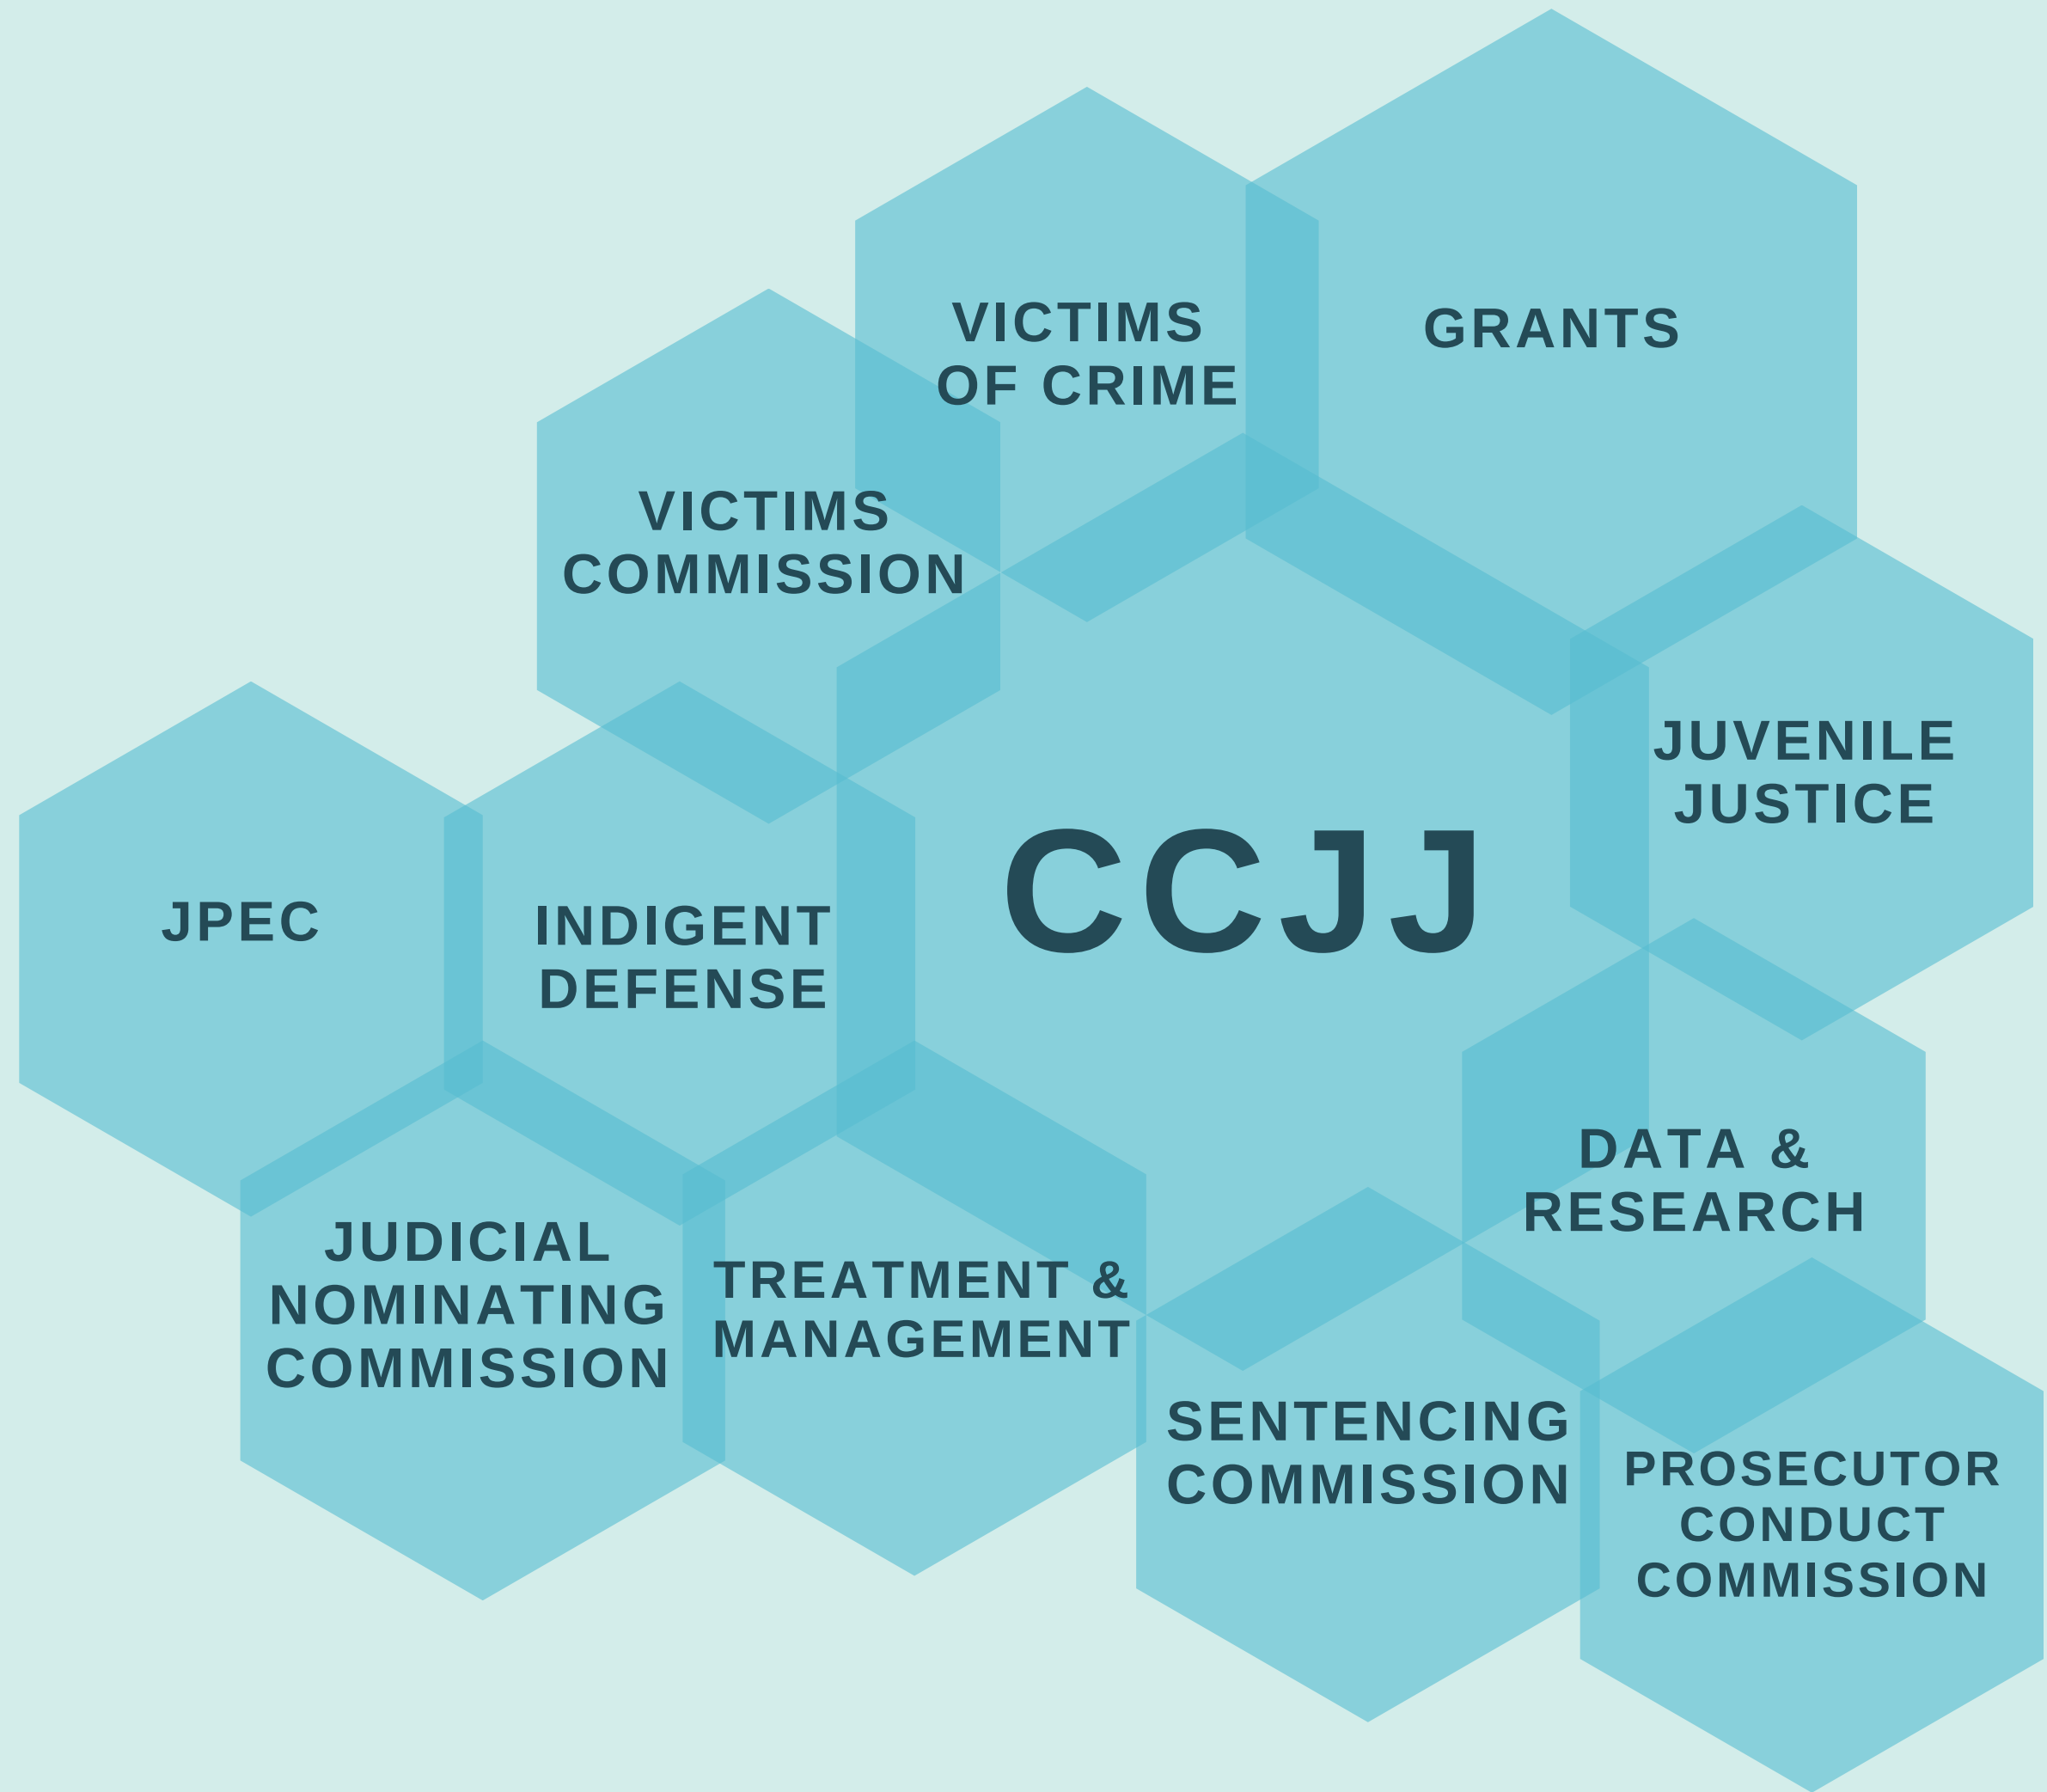 GRANTS
VICTIMS
OF CRIME
VICTIMS
COMMISSION
JUVENILE
JUSTICE
CCJJ
JPEC
INDIGENT
DEFENSE
DATA &
RESEARCH
JUDICIAL
NOMINATING
COMMISSION
TREATMENT &
MANAGEMENT
SENTENCING
COMMISSION
PROSECUTOR
CONDUCT
COMMISSION